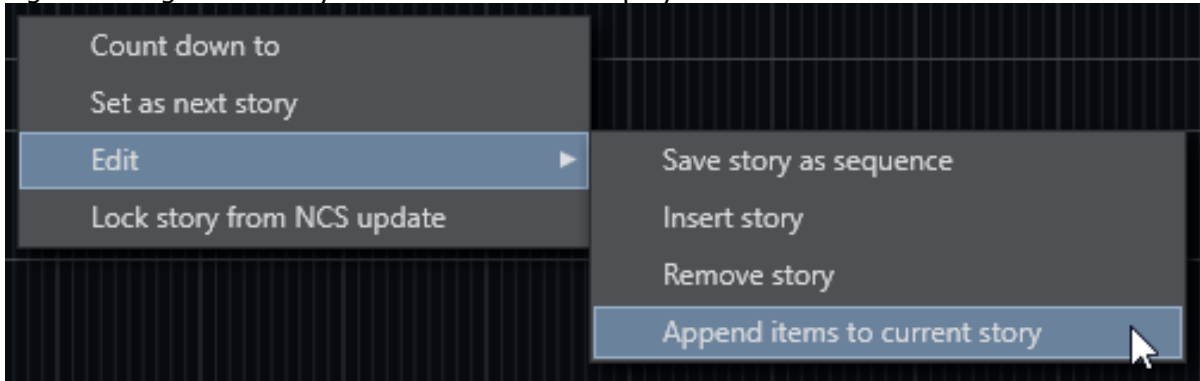 Count down to
Set as next story
Edit
Lock story from NCS update
Save story as sequence
Insert story
Remove story
Append items to current story